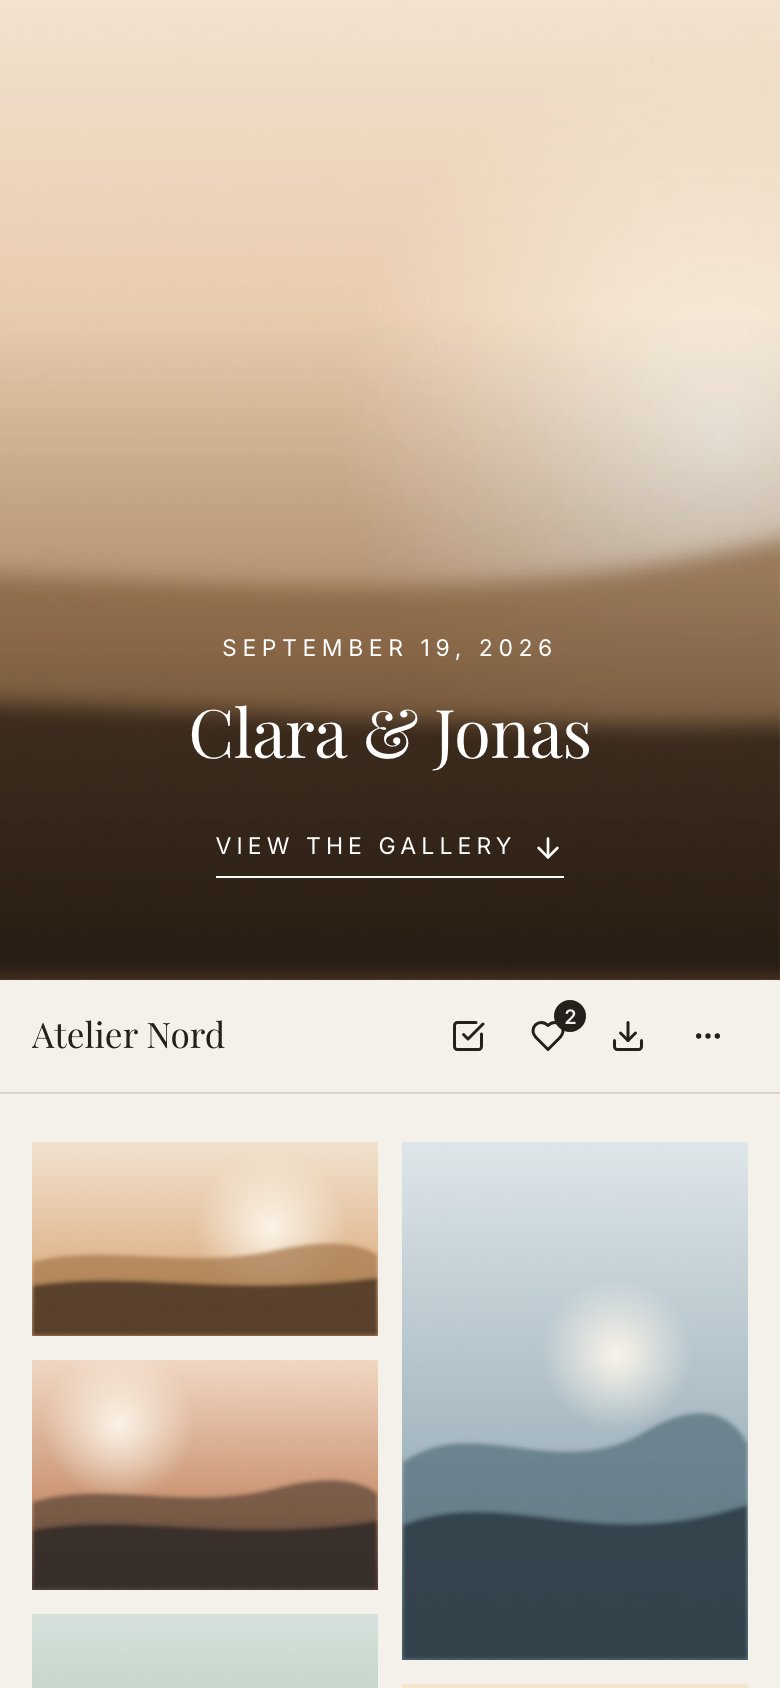 SEPTEMBER 19, 2026
Clara & Jonas
VIEW THE GALLERY
Atelier Nord
2